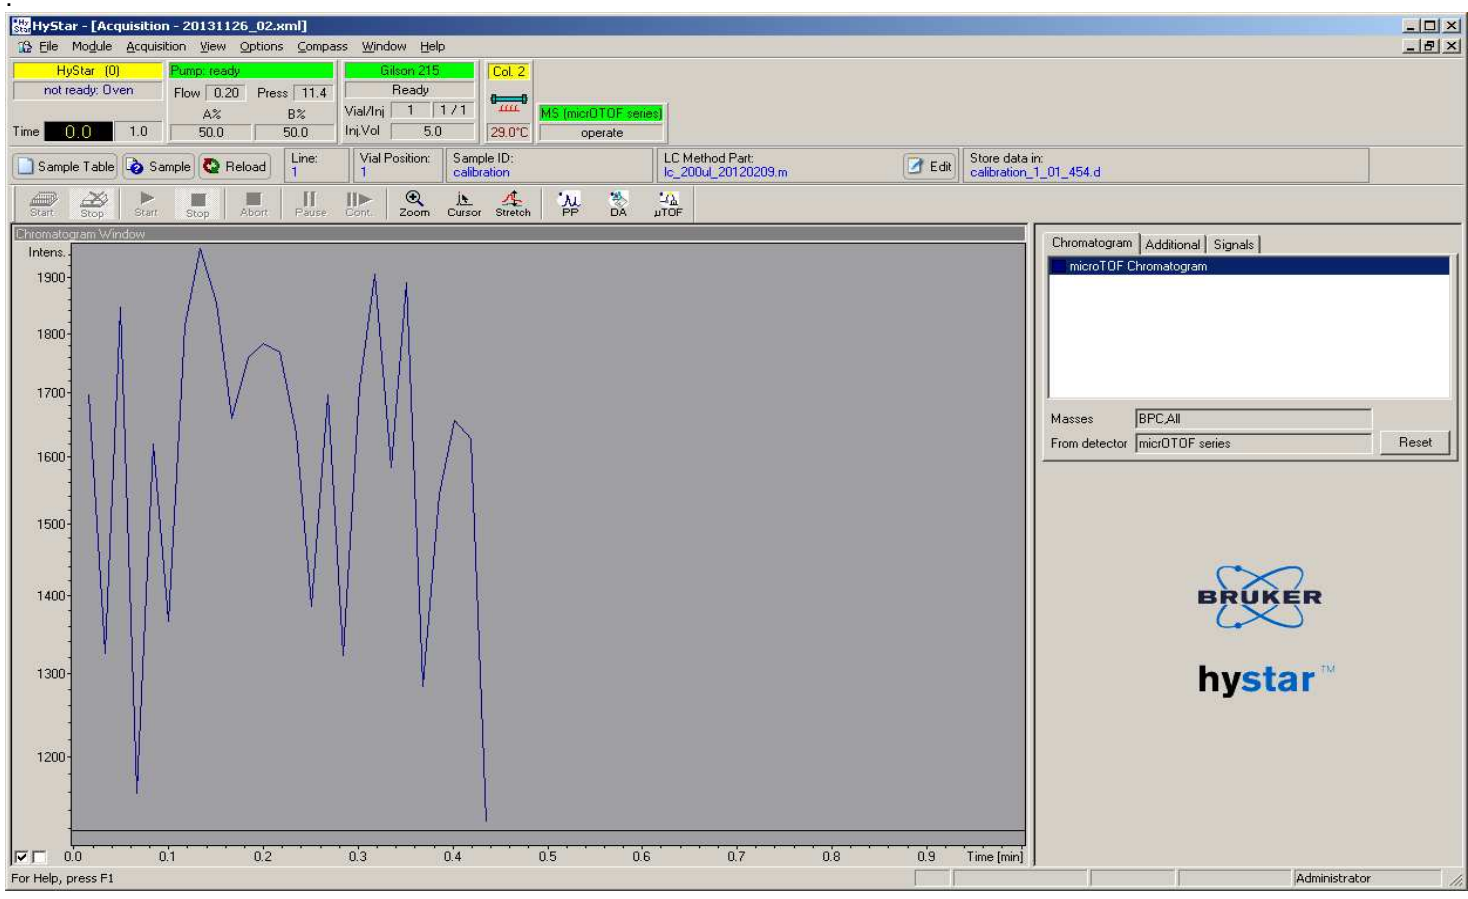 .
HyStar - [Acquisition - 20131126_02.xml]
File Module Acquisition View Options Compass Window Help
HyStar (0) Pump: ready Gilson 215 Col. 2
not ready: Oven Flow 0.20 Press 11.4 Ready
A% B% Vial/Inj 1 1 / 1 MS (micrOTOF series)
Time 0.0 1.0 50.0 50.0 Inj.Vol 5.0 29.0°C operate
Sample Table Sample Reload Line: Vial Position: Sample ID: LC Method Part: Edit Store data in:
1 1 calibration lc_200ul_20120209.m calibration_1_01_454.d
Start Stop Start Stop Abort Pause Cont. Zoom Cursor Stretch PP DA µTOF
Chromatogram Window
Intens.
1900
1800
1700
1600
1500
1400
1300
1200
0.0 0.1 0.2 0.3 0.4 0.5 0.6 0.7 0.8 0.9 Time [min]
Chromatogram Additional Signals
microTOF Chromatogram
Masses BPC,All
From detector micrOTOF series Reset
BRUKER
hystar™
For Help, press F1 Administrator